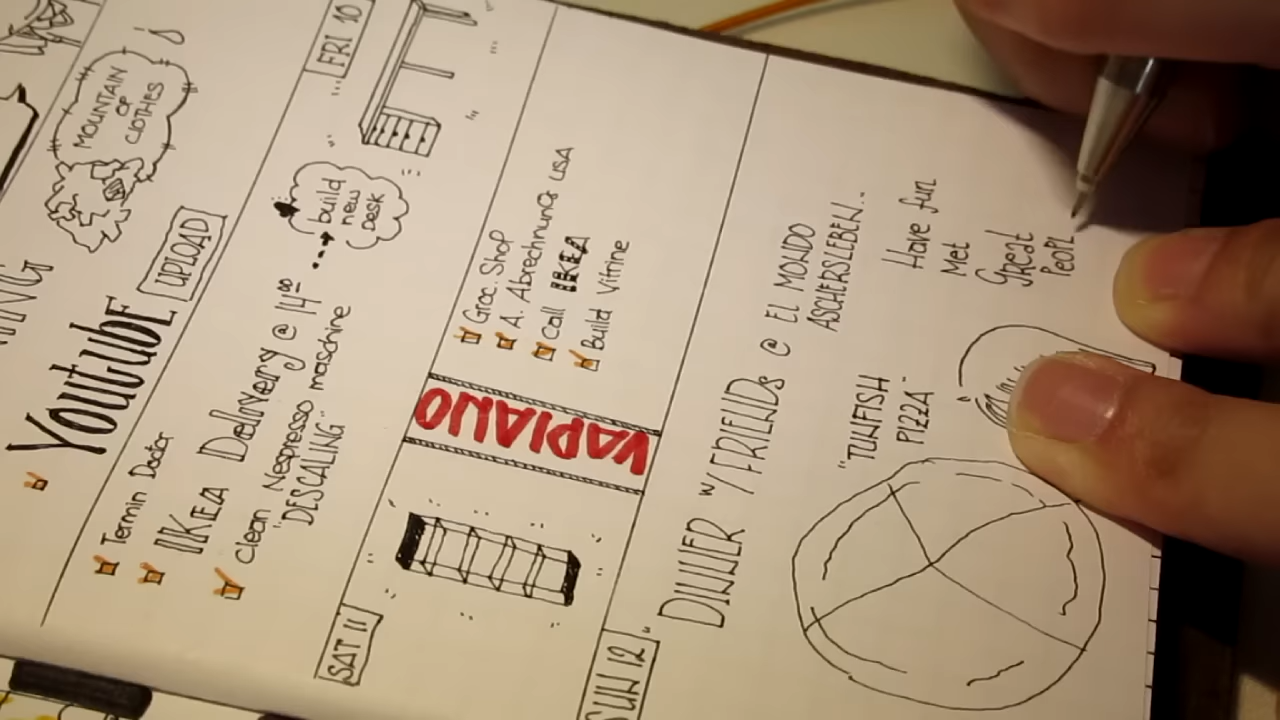 MOUNTAIN
OF
CLOTHES
YouTubE
UPLOAD
FRI 10
Termin Doctor
IKEA Delivery @ 14⁰⁰
Clean Nespresso maschine
"DESCALING"
build
new
DESK
SAT 11
VAPIANO
Groc. Shop
A. Abrechnung USA
Call IKEA
Build Vitrine
SUN 12
DINNER w/ FRIENDs @ EL MONDO
ASCHERSLEBEN..
"TUNFISH
PIZZA"
Have fun
Met
Great
PEOPL